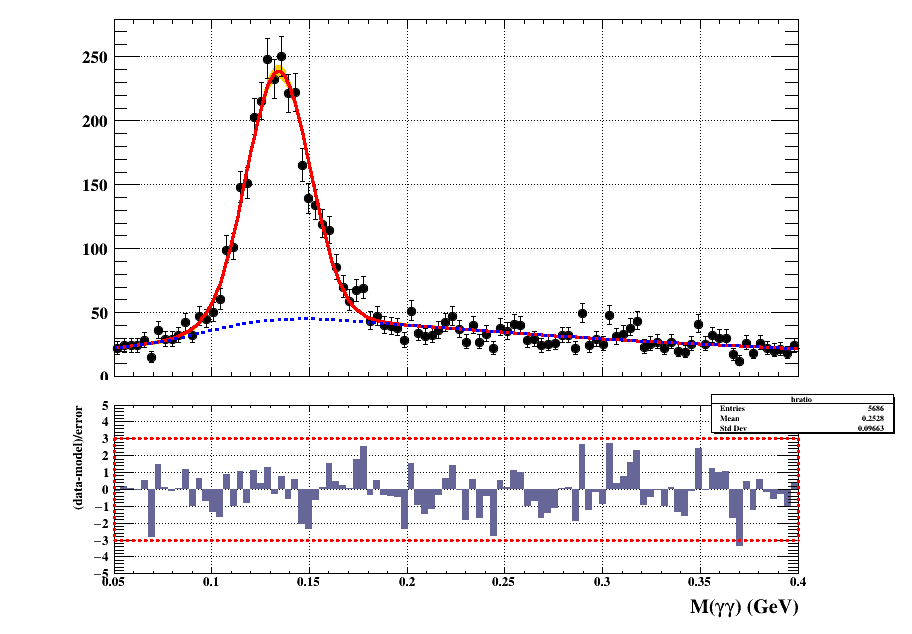 250
200
150
100
50
0
(data-model)/error
5
4
3
2
1
0
−1
−2
−3
−4
−5
hratio
Entries 5686
Mean 0.2528
Std Dev 0.09663
0.05 0.1 0.15 0.2 0.25 0.3 0.35 0.4
M(γγ) (GeV)